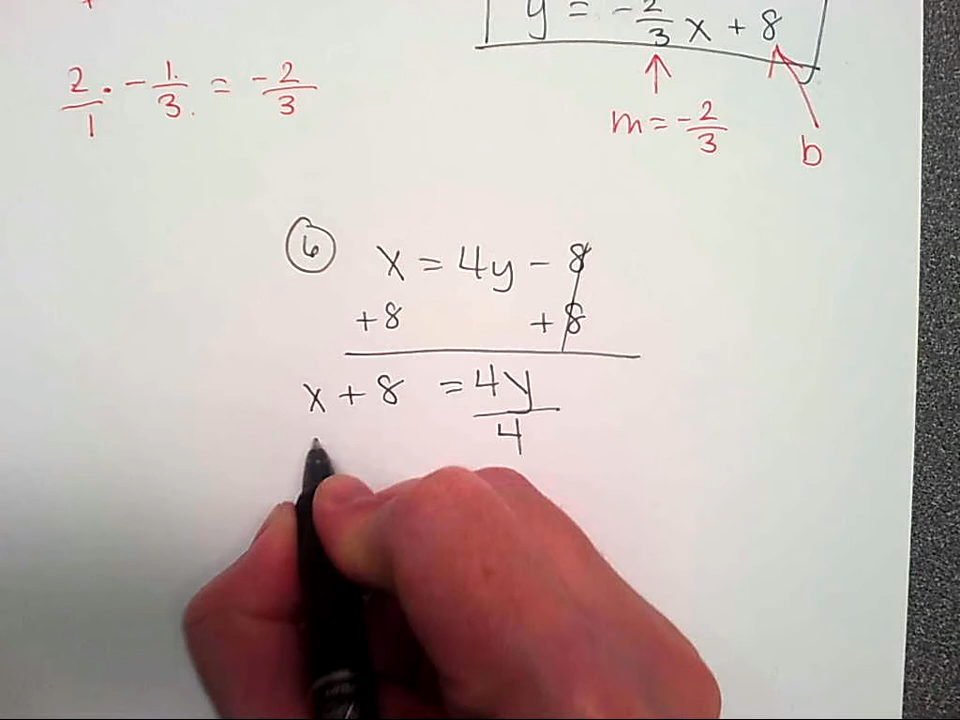 y = -2/3 x + 8
2/1 · -1/3 = -2/3
m = -2/3
b
6 x = 4y - 8
+8 +8
x + 8 = 4y
4